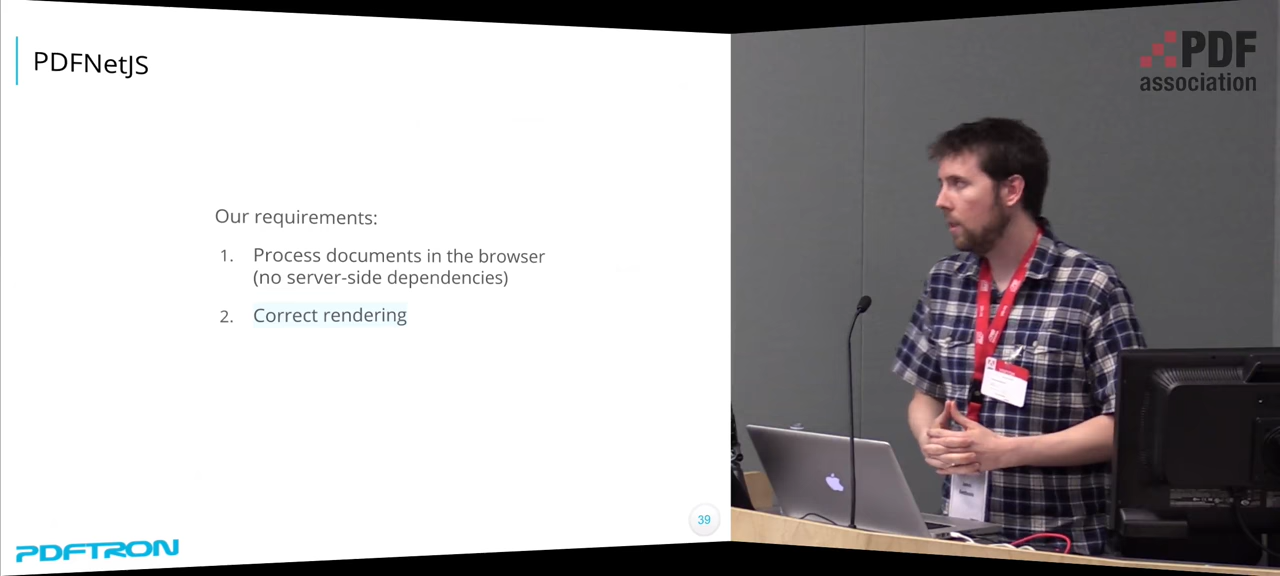 PDFNetJS
Our requirements:
1. Process documents in the browser
(no server-side dependencies)
2. Correct rendering
39
PDFTRON
PDF
association